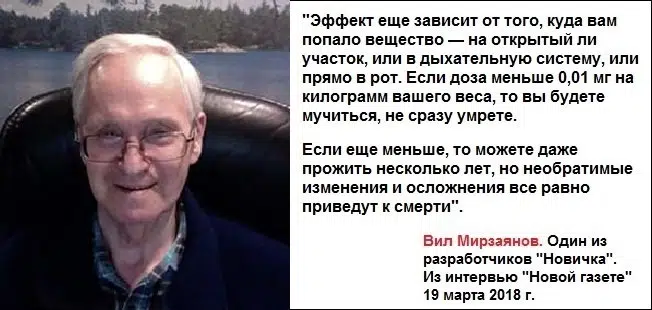 "Эффект еще зависит от того, куда вам
попало вещество — на открытый ли
участок, или в дыхательную систему, или
прямо в рот. Если доза меньше 0,01 мг на
килограмм вашего веса, то вы будете
мучиться, не сразу умрете.
Если еще меньше, то можете даже
прожить несколько лет, но необратимые
изменения и осложнения все равно
приведут к смерти".
Вил Мирзаянов. Один из
разработчиков "Новичка".
Из интервью "Новой газете"
19 марта 2018 г.